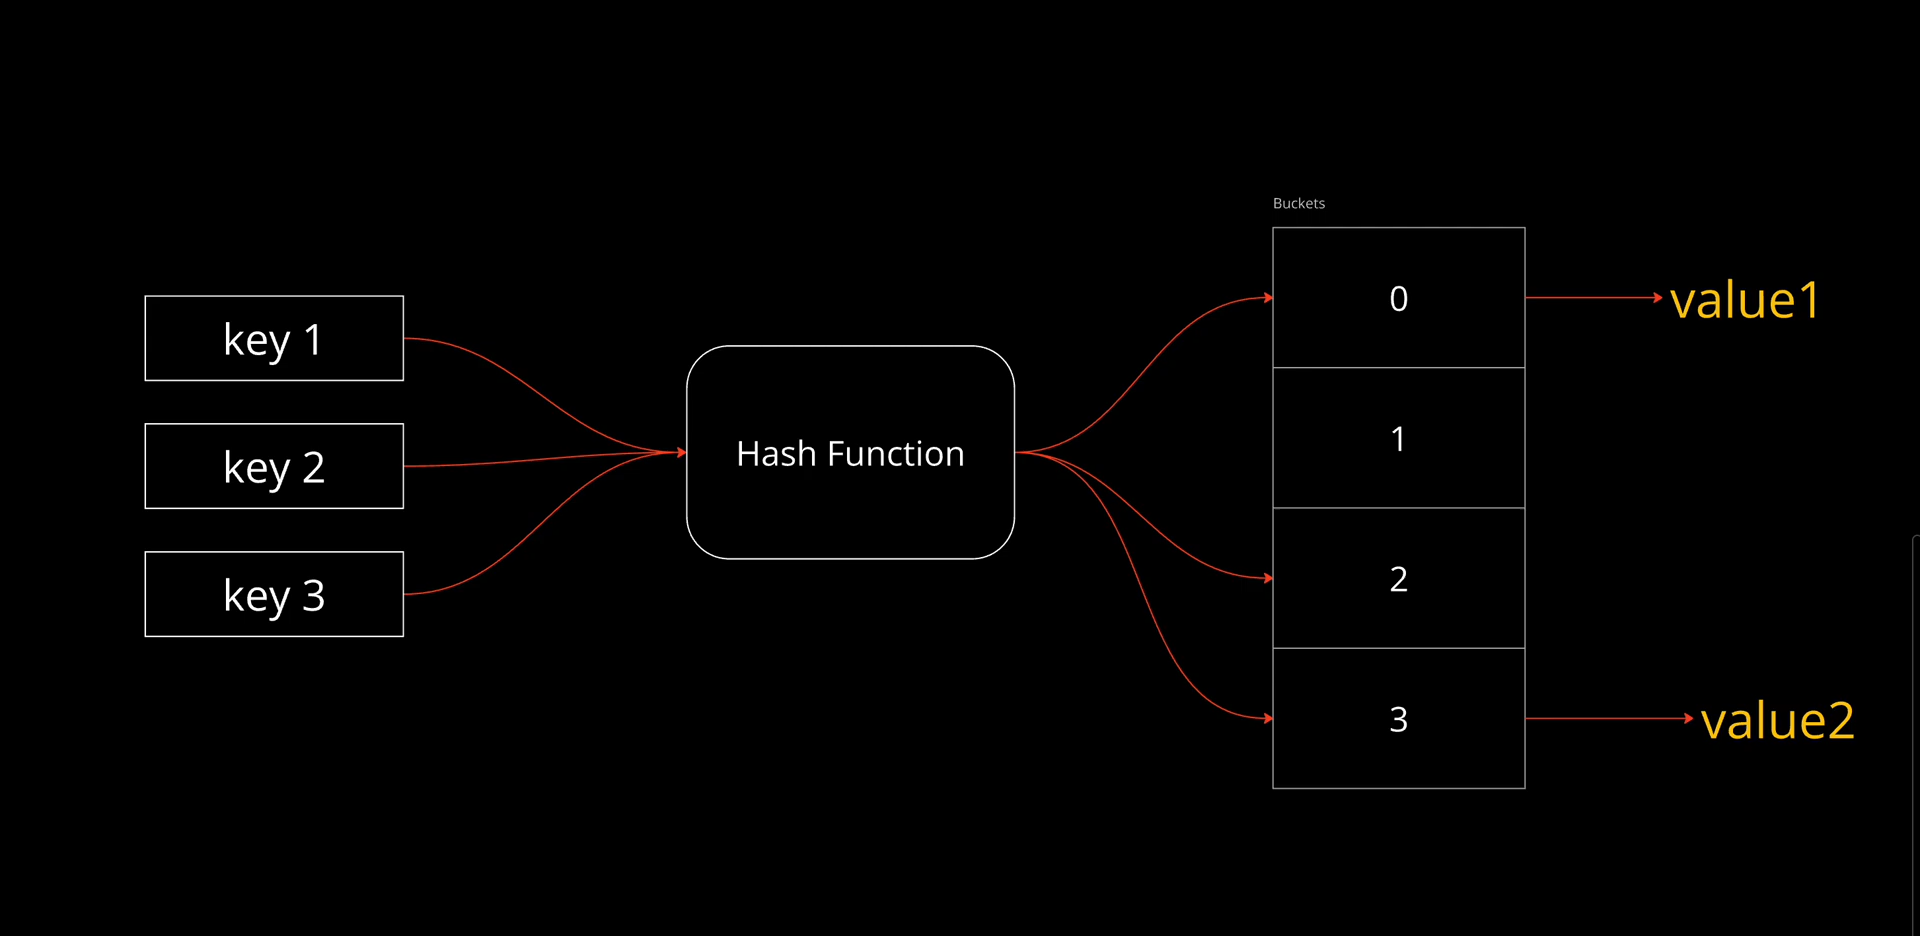 key 1
key 2
key 3
Hash Function
Buckets
0
1
2
3
value1
value2